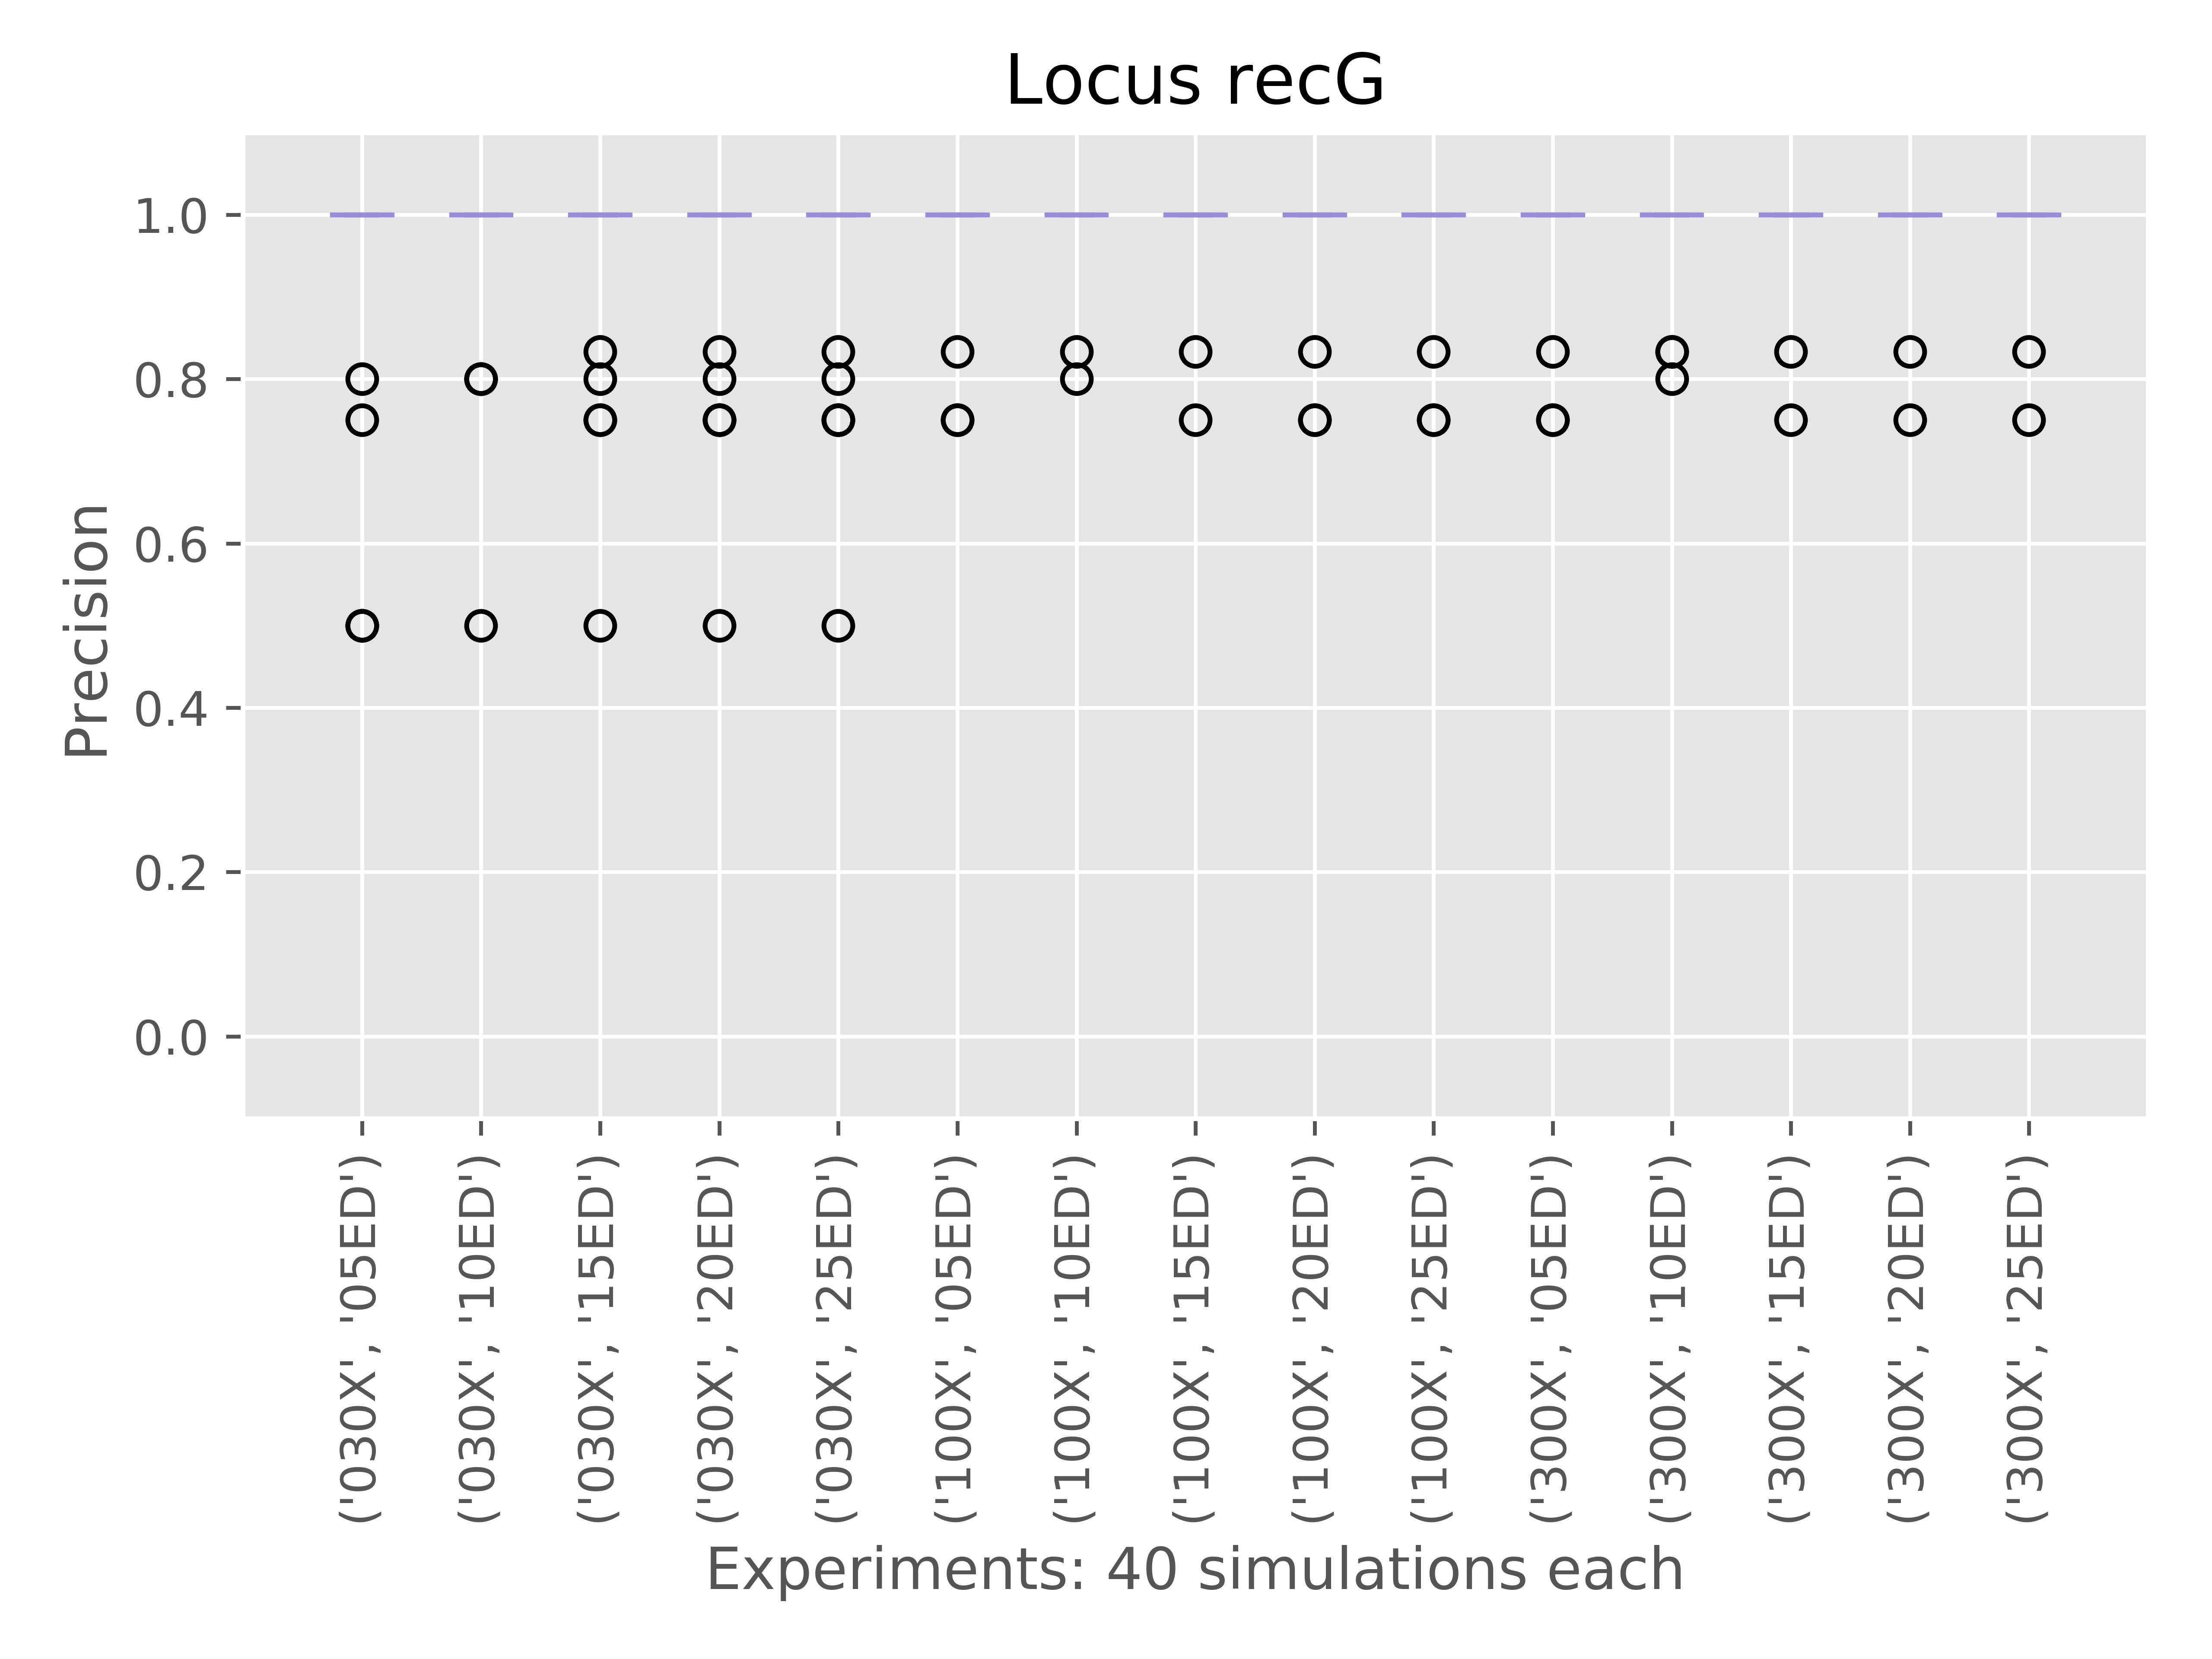 Locus recG
Precision
1.0
0.8
0.6
0.4
0.2
0.0
('030X', '05ED')
('030X', '10ED')
('030X', '15ED')
('030X', '20ED')
('030X', '25ED')
('100X', '05ED')
('100X', '10ED')
('100X', '15ED')
('100X', '20ED')
('100X', '25ED')
('300X', '05ED')
('300X', '10ED')
('300X', '15ED')
('300X', '20ED')
('300X', '25ED')
Experiments: 40 simulations each